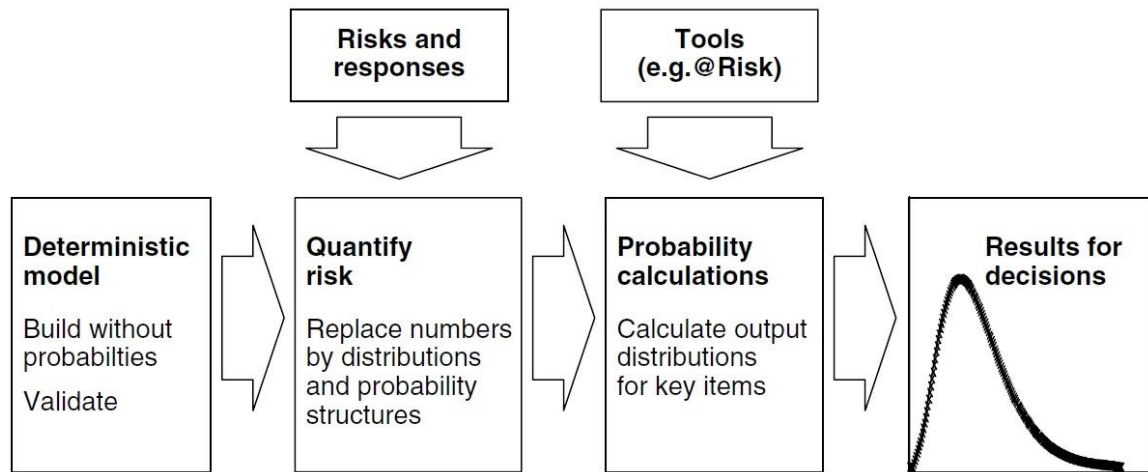 Risks and
responses
Tools
(e.g.@Risk)
Deterministic
model
Build without
probabilties
Validate
Quantify
risk
Replace numbers
by distributions
and probability
structures
Probability
calculations
Calculate output
distributions
for key items
Results for
decisions